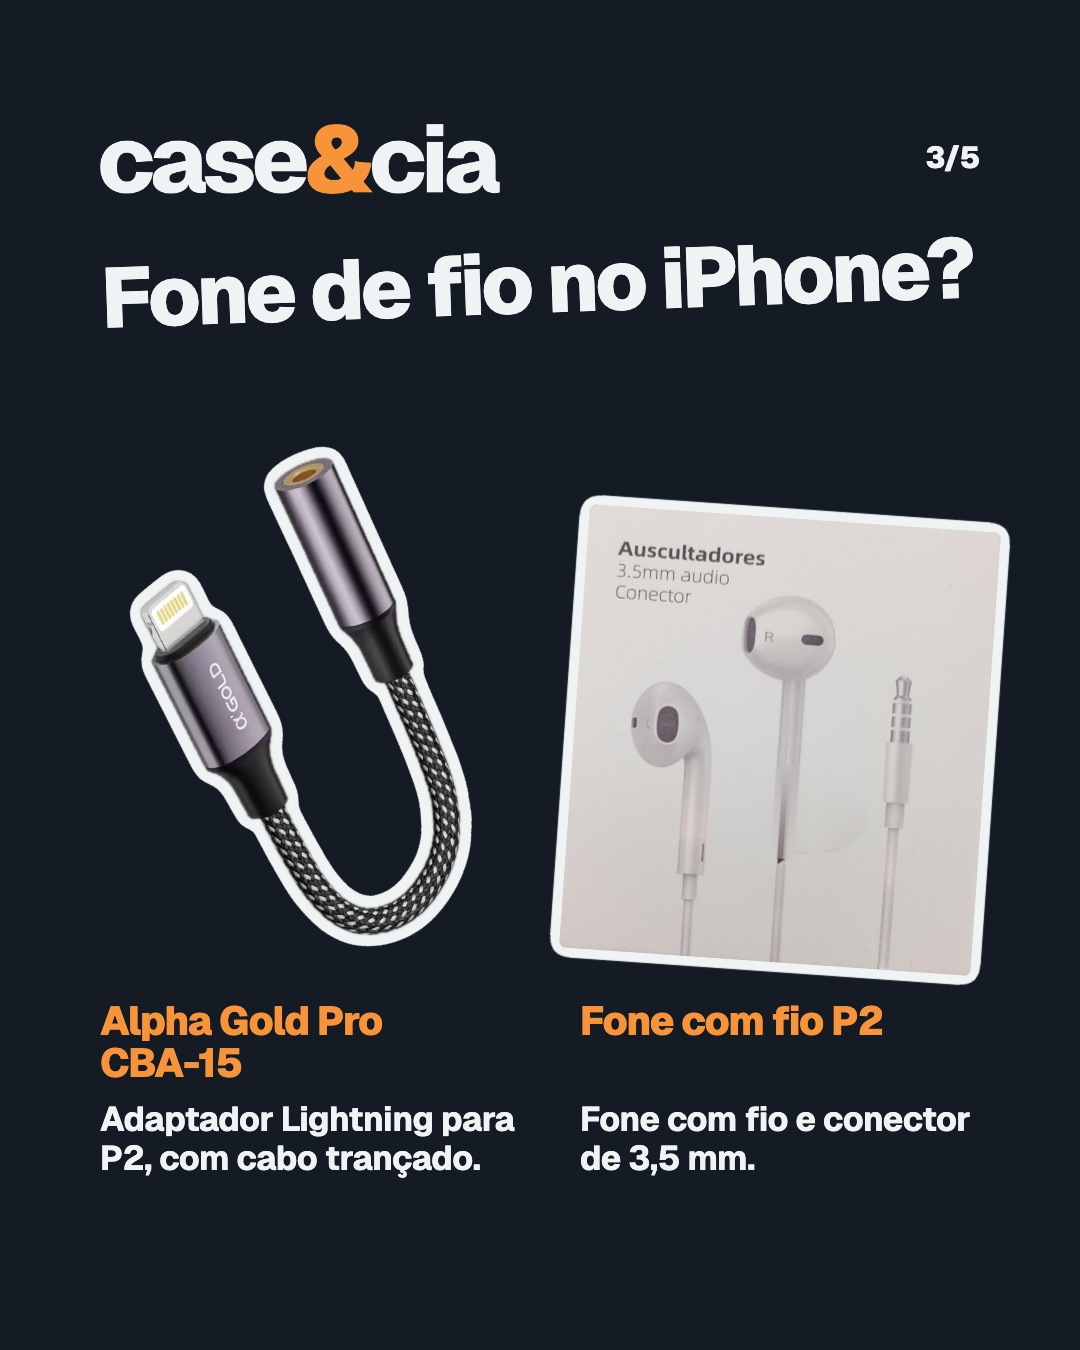 case&cia
3/5
Fone de fio no iPhone?
α'GOLD
Auscultadores
3.5mm audio
Conector
R
L
Alpha Gold Pro
CBA-15
Adaptador Lightning para
P2, com cabo trançado.
Fone com fio P2
Fone com fio e conector
de 3,5 mm.